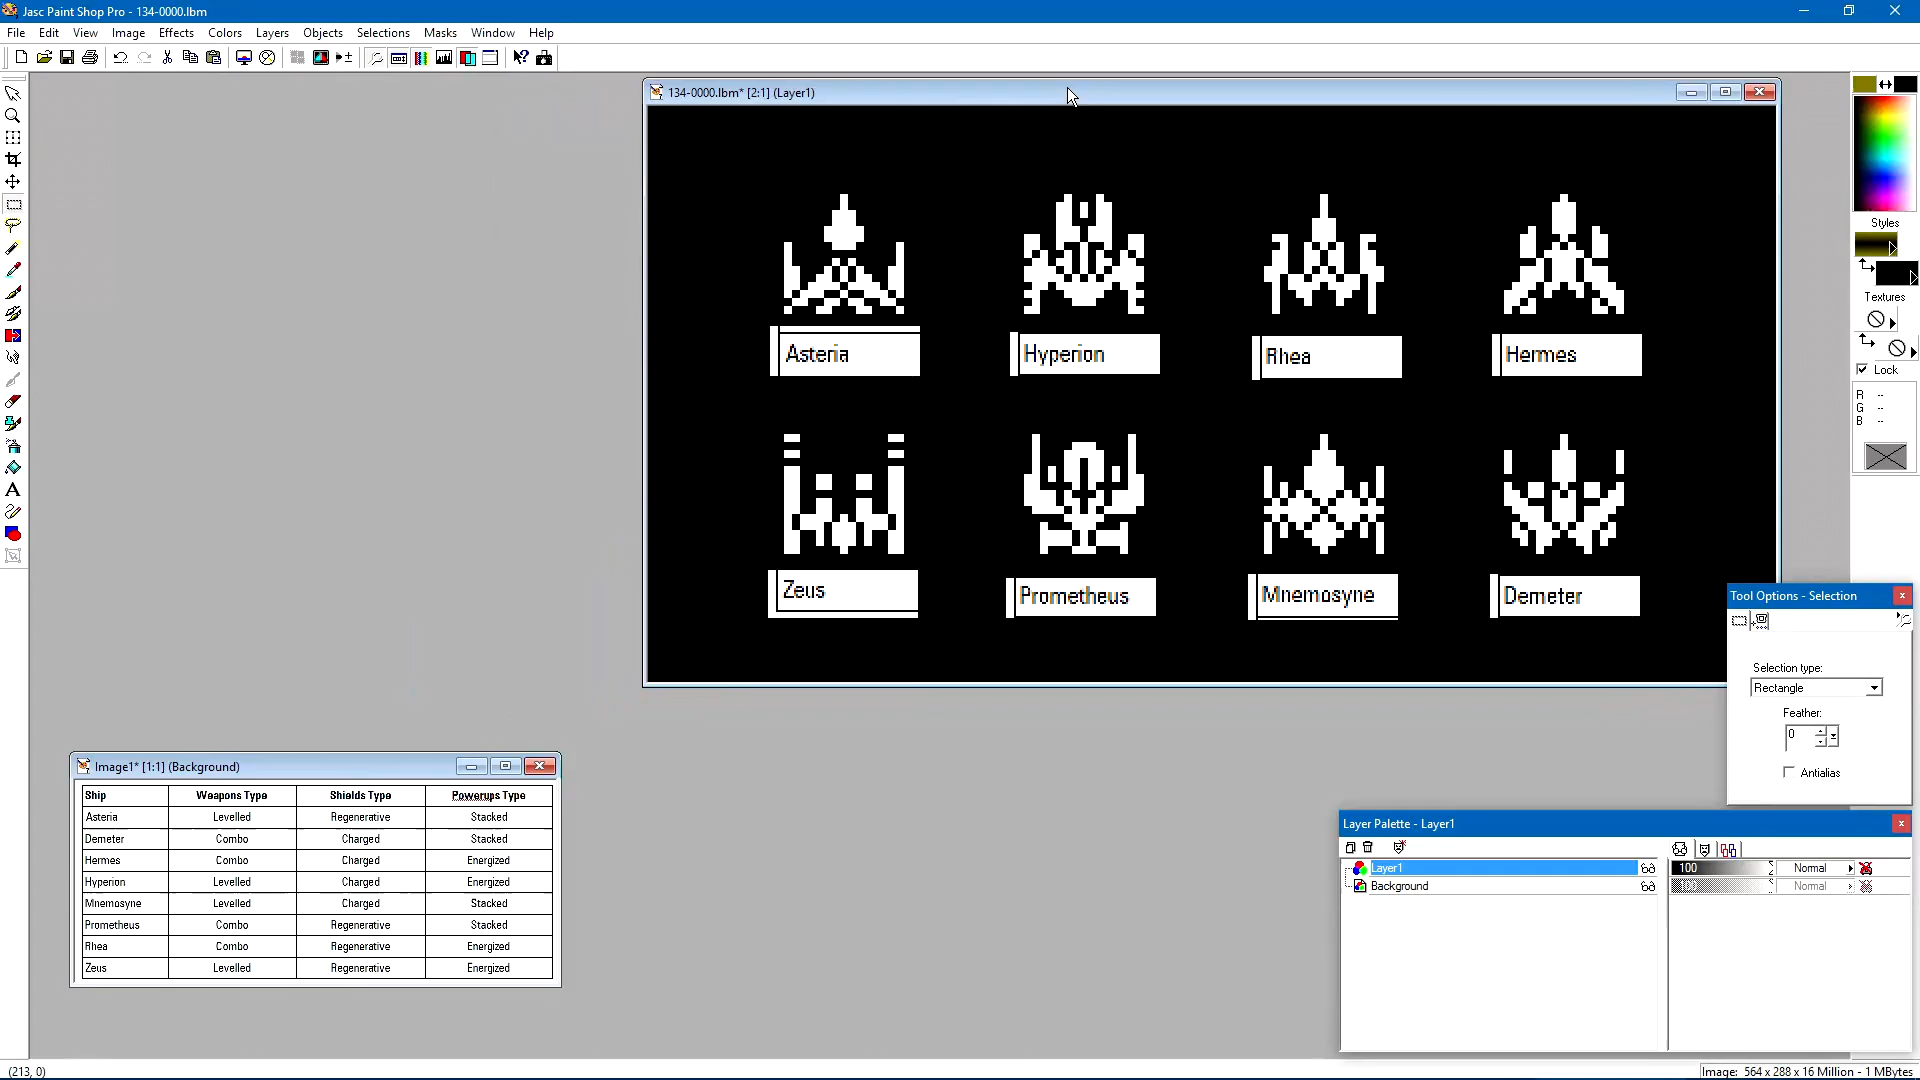 Jasc Paint Shop Pro - 134-0000.lbm
File Edit View Image Effects Colors Layers Objects Selections Masks Window Help
134-0000.lbm* [2:1] (Layer1)
Asteria Hyperion Rhea Hermes
Zeus Prometheus Mnemosyne Demeter
Styles
Textures
Lock
R --
G --
B --
Tool Options - Selection
Selection type:
Rectangle
Feather:
0
Antialias
Image1* [1:1] (Background)
Ship Weapons Type Shields Type Powerups Type
Asteria Levelled Regenerative Stacked
Demeter Combo Charged Stacked
Hermes Combo Charged Energized
Hyperion Levelled Charged Energized
Mnemosyne Levelled Charged Stacked
Prometheus Combo Regenerative Stacked
Rhea Combo Regenerative Energized
Zeus Levelled Regenerative Energized
Layer Palette - Layer1
Layer1 100 Normal
Background Normal
(213, 0)
Image: 564 x 288 x 16 Million - 1 MBytes